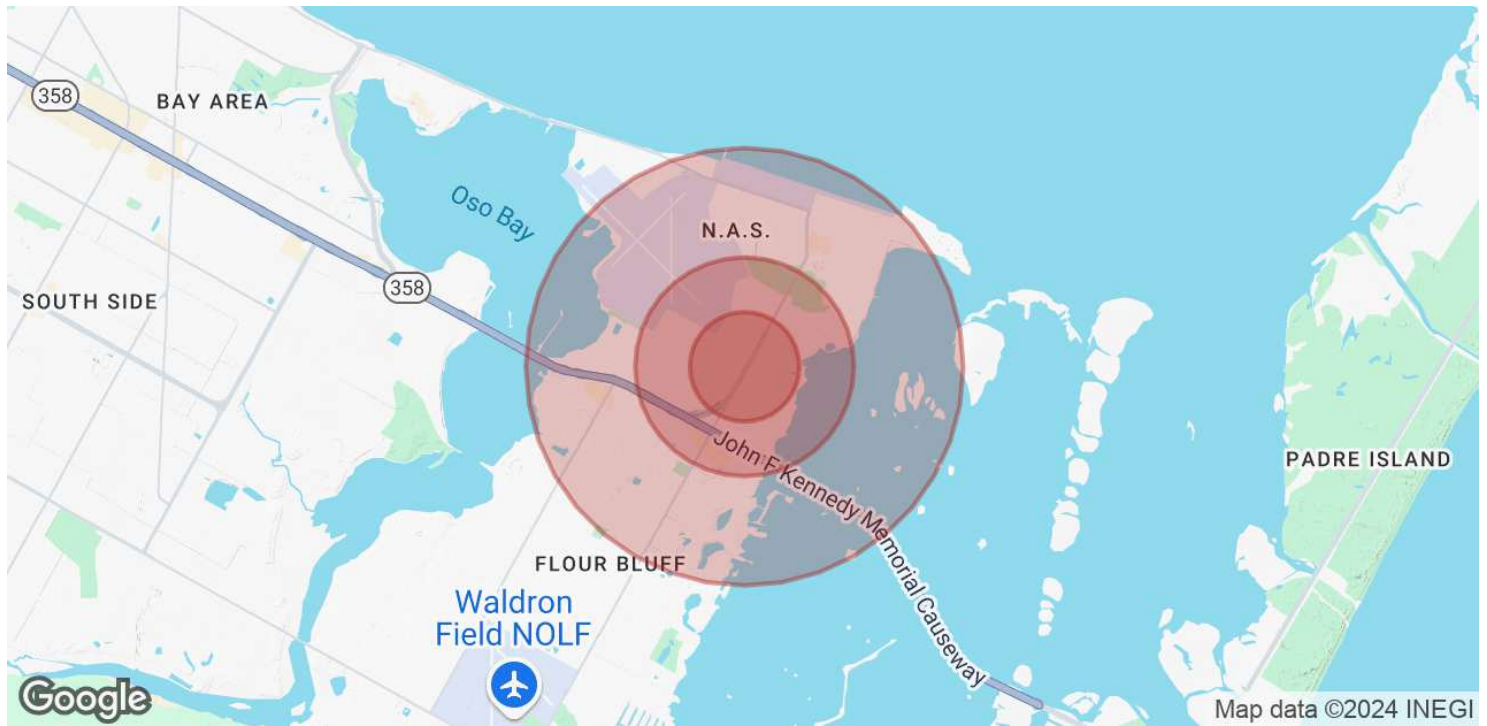 358
BAY AREA
Oso Bay
N.A.S.
358
SOUTH SIDE
John F Kennedy Memorial Causeway
PADRE ISLAND
FLOUR BLUFF
Waldron
Field NOLF
Google
Map data ©2024 INEGI